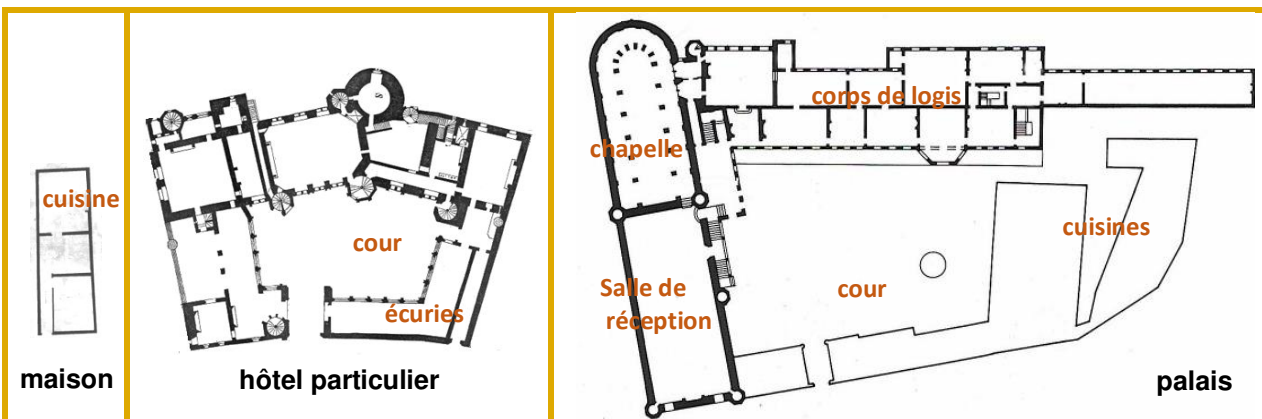 cuisine
maison
cour
écuries
hôtel particulier
corps de logis
chapelle
cuisines
Salle de
réception
cour
palais